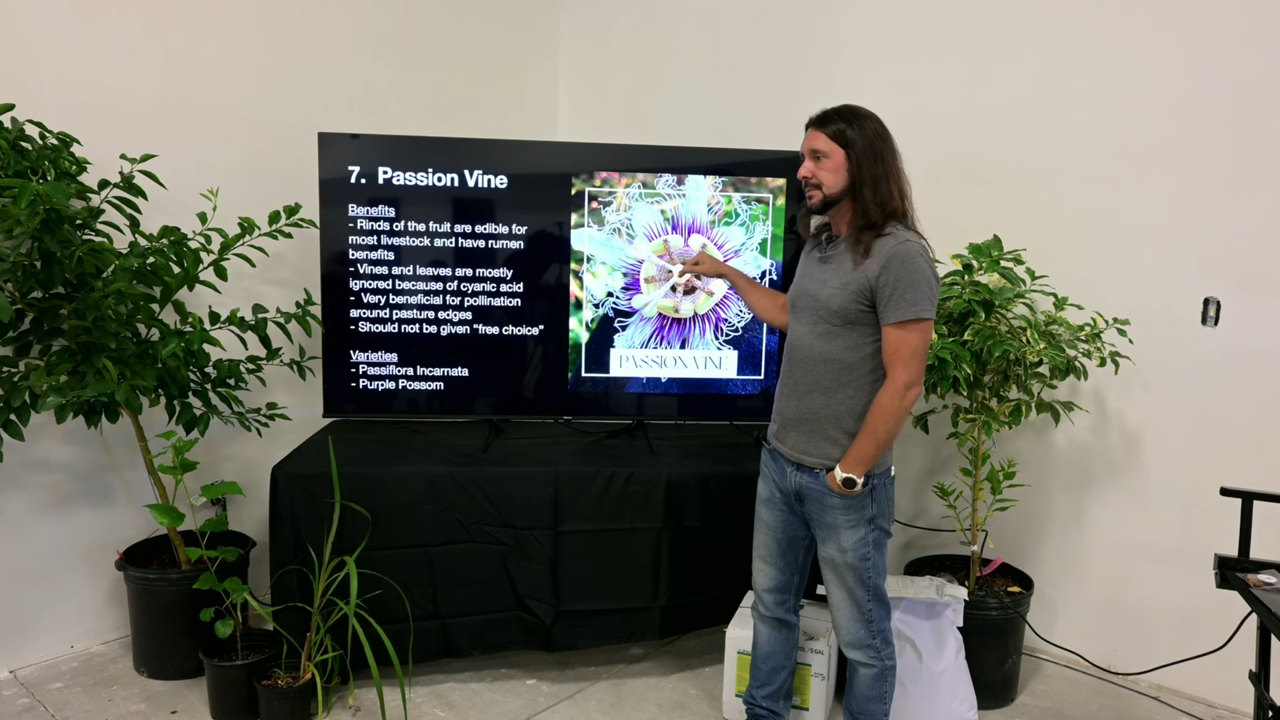 7. Passion Vine
Benefits
- Rinds of the fruit are edible for
most livestock and have rumen
benefits
- Vines and leaves are mostly
ignored because of cyanic acid
- Very beneficial for pollination
around pasture edges
- Should not be given “free choice”
Varieties
- Passiflora Incarnata
- Purple Possom
PASSION VINE